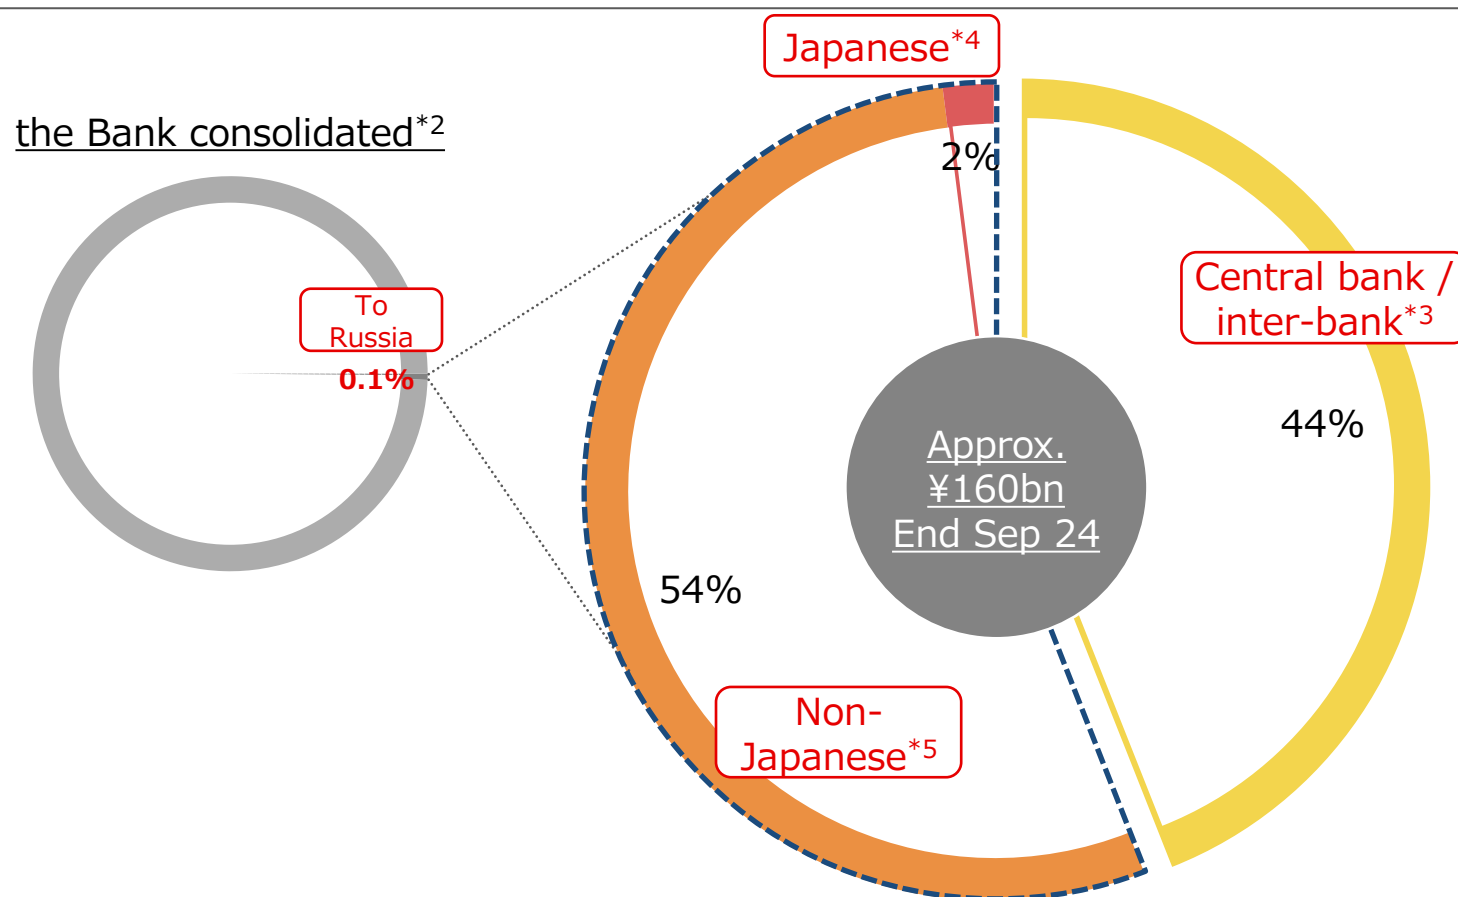 Japanese*4
the Bank consolidated*2
2%
To
Russia
0.1%
Central bank /
inter-bank*3
44%
Approx.
¥160bn
End Sep 24
54%
Non-
Japanese*5